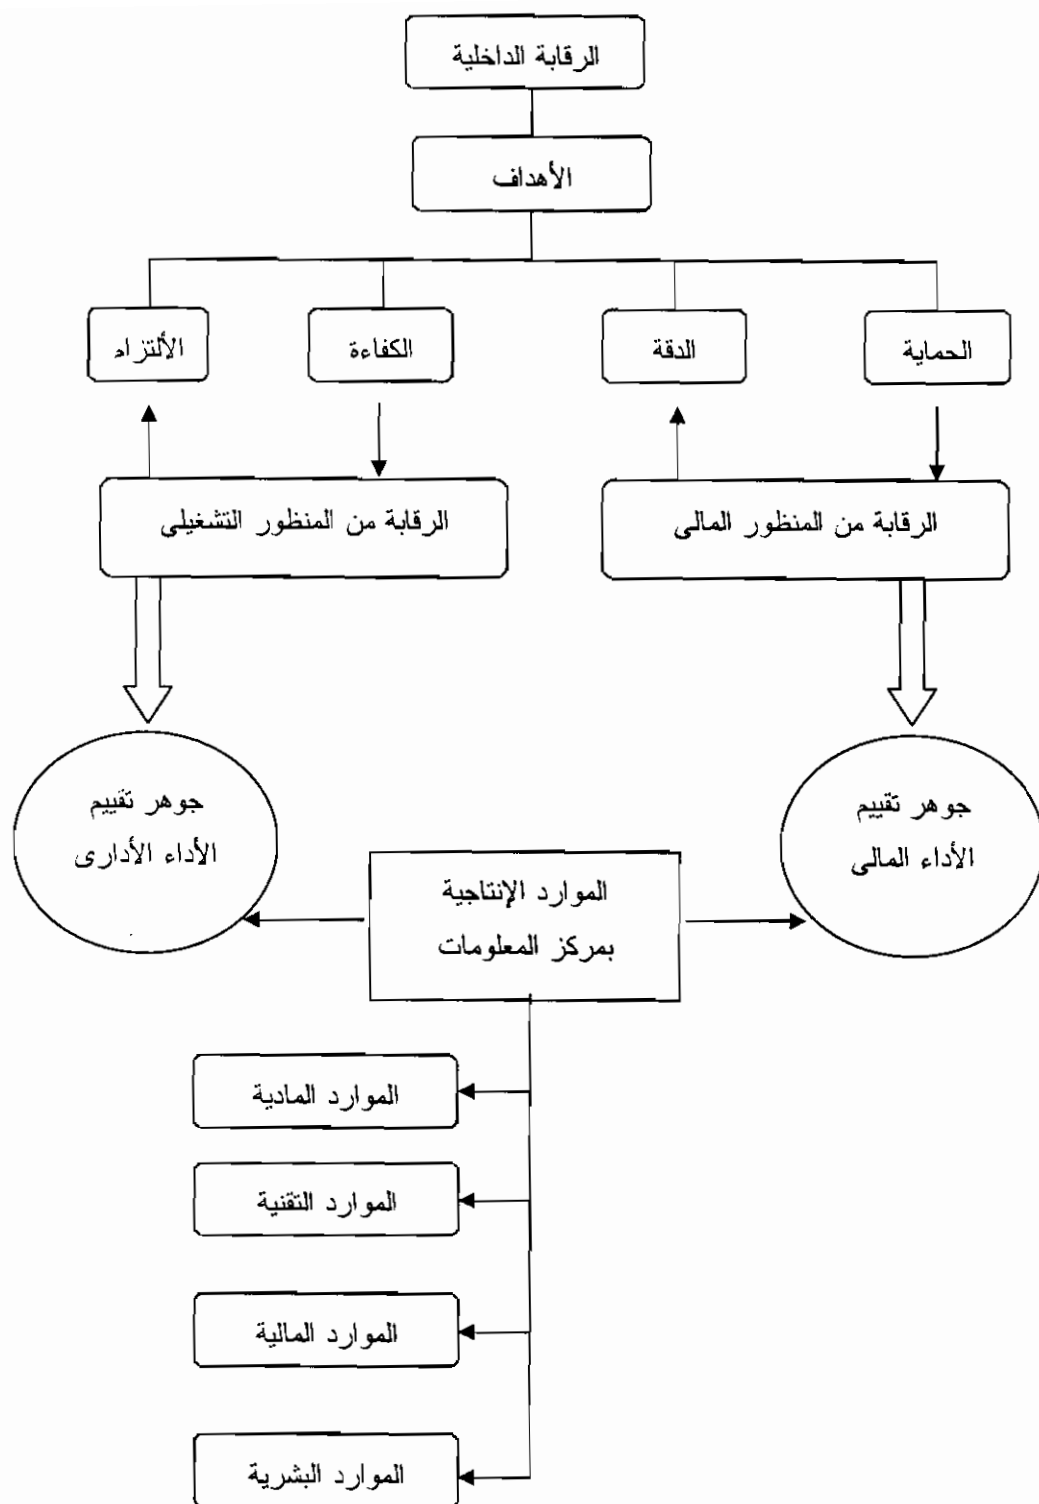 الرقابة الداخلية
الأهداف
الحماية
الدقة
الكفاءة
الألتزام
الرقابة من المنظور المالى
الرقابة من المنظور التشغيلى
جوهر تقييم
الأداء المالى
جوهر تقييم
الأداء الأدارى
الموارد الإنتاجية
بمركز المعلومات
الموارد المادية
الموارد التقنية
الموارد المالية
الموارد البشرية